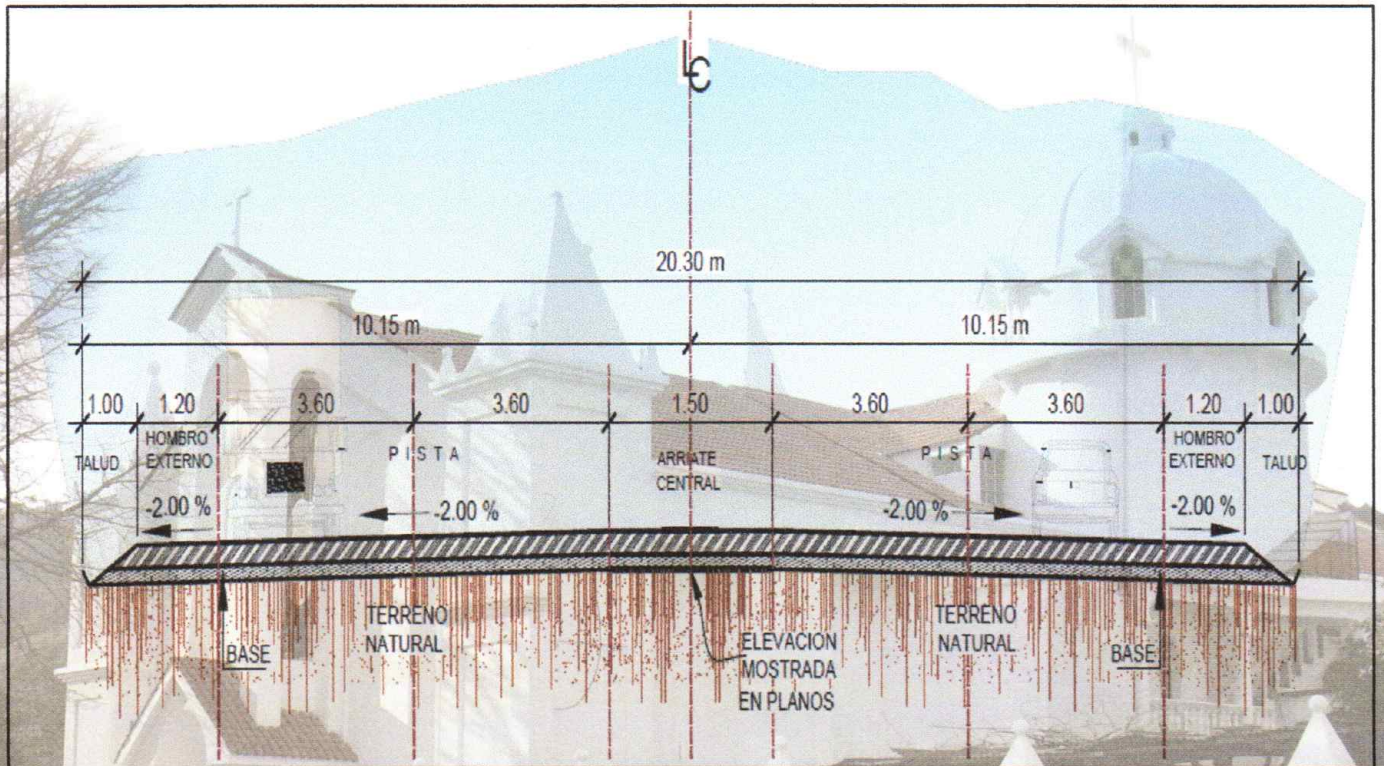 LC
20.30 m
10.15 m 10.15 m
1.00 1.20 3.60 3.60 1.50 3.60 3.60 1.20 1.00
TALUD
HOMBRO
EXTERNO
PISTA
ARRIATE
CENTRAL
PISTA
HOMBRO
EXTERNO
TALUD
-2.00 % -2.00 % -2.00 % -2.00 %
TERRENO
NATURAL
TERRENO
NATURAL
BASE
ELEVACION
MOSTRADA
EN PLANOS
BASE